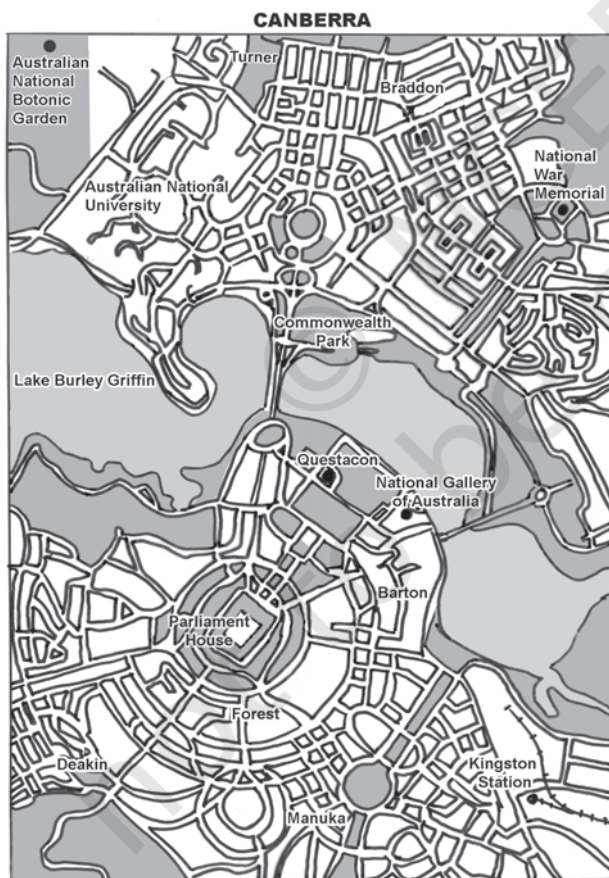 CANBERRA
Australian
National
Botonic
Garden
Turner
Braddon
National
War
Memorial
Australian National
University
Commonwealth
Park
Lake Burley Griffin
Questacon
National Gallery
of Australia
Barton
Parliament
House
Forest
Deakin
Kingston
Station
Manuka